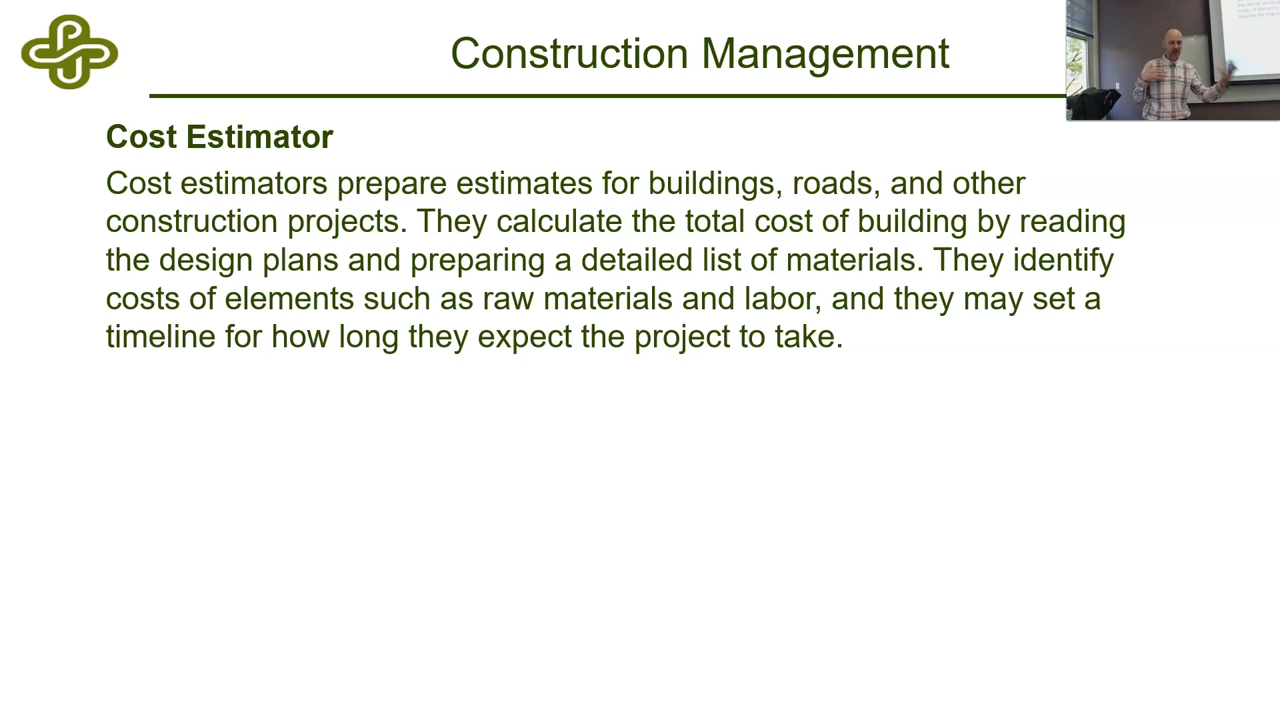 Construction Management
Cost Estimator
Cost estimators prepare estimates for buildings, roads, and other
construction projects. They calculate the total cost of building by reading
the design plans and preparing a detailed list of materials. They identify
costs of elements such as raw materials and labor, and they may set a
timeline for how long they expect the project to take.